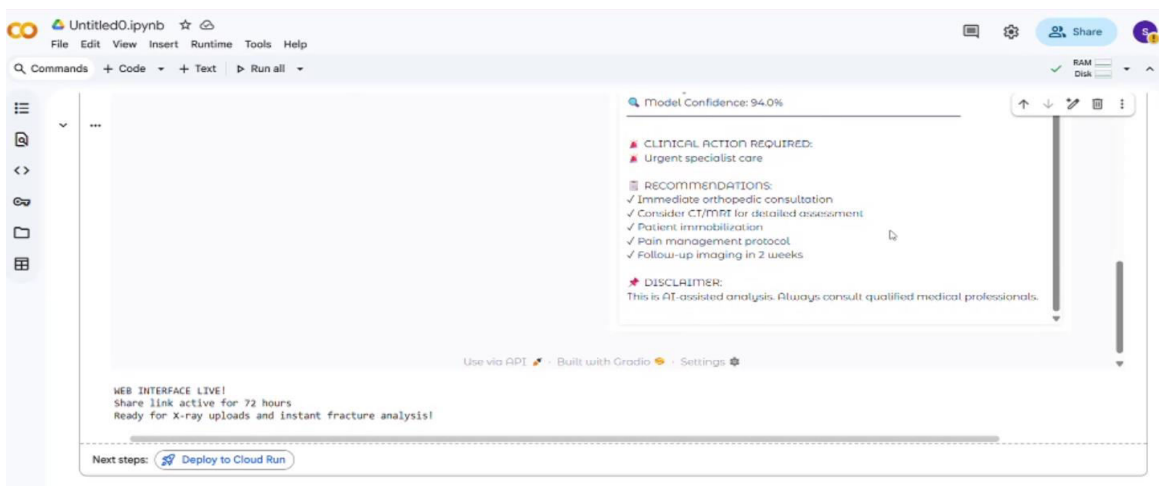 Untitled0.ipynb
File Edit View Insert Runtime Tools Help
Share
S
Commands + Code + Text Run all
RAM
Disk
...
Model Confidence: 94.0%
CLINICAL ACTION REQUIRED:
Urgent specialist care
RECOMMENDATIONS:
✓ Immediate orthopedic consultation
✓ Consider CT/MRI for detailed assessment
✓ Patient immobilization
✓ Pain management protocol
✓ Follow-up imaging in 2 weeks
DISCLAIMER:
This is AI-assisted analysis. Always consult qualified medical professionals.
Use via API · Built with Gradio · Settings
WEB INTERFACE LIVE!
Share link active for 72 hours
Ready for X-ray uploads and instant fracture analysis!
Next steps: Deploy to Cloud Run